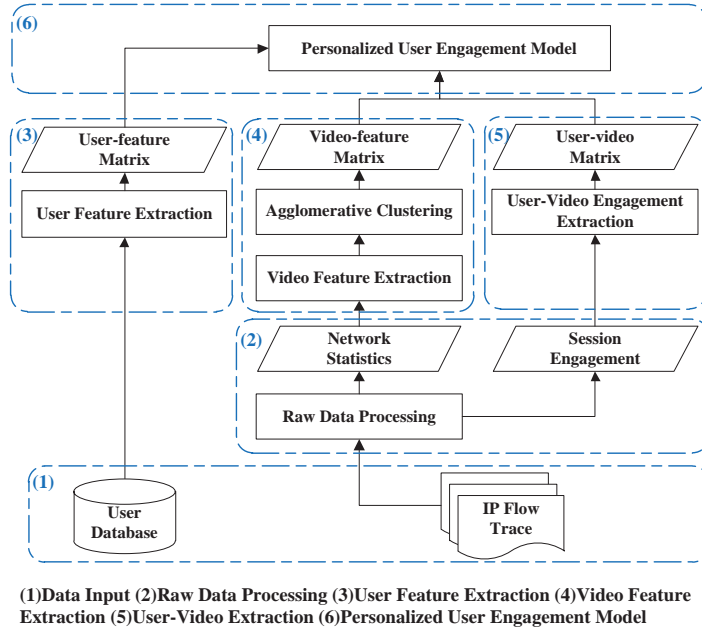 (6)
Personalized User Engagement Model
(3)
User-feature
Matrix
User Feature Extraction
(4)
Video-feature
Matrix
Agglomerative Clustering
Video Feature Extraction
(5)
User-video
Matrix
User-Video Engagement
Extraction
(2)
Network
Statistics
Session
Engagement
Raw Data Processing
(1)
User
Database
IP Flow
Trace
(1)Data Input (2)Raw Data Processing (3)User Feature Extraction (4)Video Feature
Extraction (5)User-Video Extraction (6)Personalized User Engagement Model